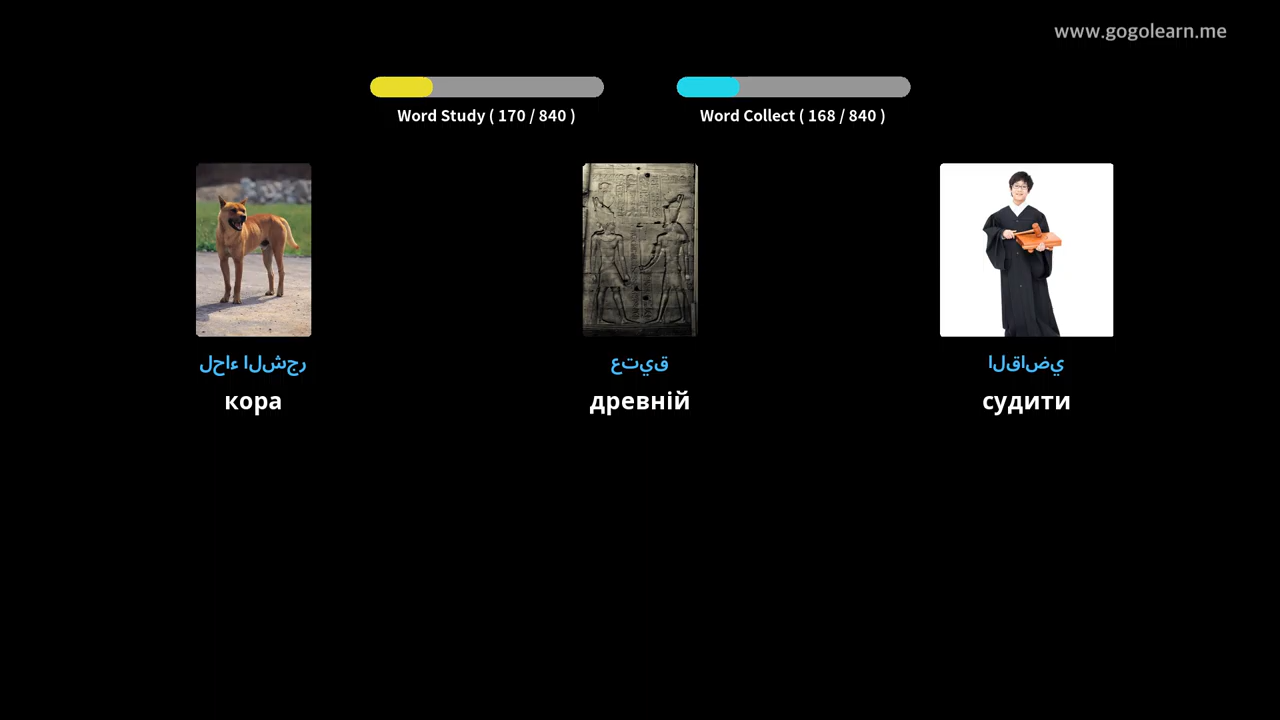 www.gogolearn.me
Word Study ( 170 / 840 )
Word Collect ( 168 / 840 )
لحاء الشجر
кора
عتيق
древній
القاضي
судити